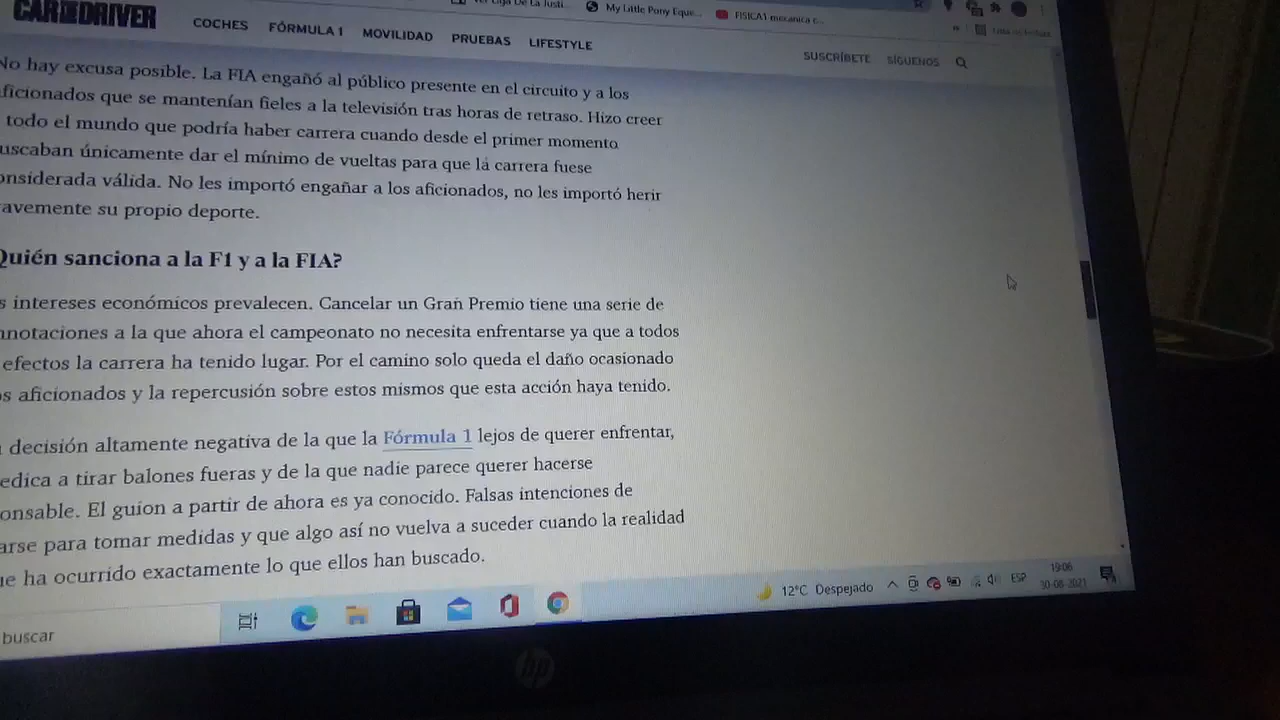 CAR AND DRIVER
My Little Pony Eque...
FISICA1 mecanica c...
COCHES FÓRMULA 1 MOVILIDAD PRUEBAS LIFESTYLE
SUSCRÍBETE SÍGUENOS
No hay excusa posible. La FIA engañó al público presente en el circuito y a los
ficionados que se mantenían fieles a la televisión tras horas de retraso. Hizo creer
todo el mundo que podría haber carrera cuando desde el primer momento
uscaban únicamente dar el mínimo de vueltas para que la carrera fuese
onsiderada válida. No les importó engañar a los aficionados, no les importó herir
avemente su propio deporte.
Quién sanciona a la F1 y a la FIA?
s intereses económicos prevalecen. Cancelar un Gran Premio tiene una serie de
nnotaciones a la que ahora el campeonato no necesita enfrentarse ya que a todos
efectos la carrera ha tenido lugar. Por el camino solo queda el daño ocasionado
os aficionados y la repercusión sobre estos mismos que esta acción haya tenido.
decisión altamente negativa de la que la Fórmula 1 lejos de querer enfrentar,
edica a tirar balones fueras y de la que nadie parece querer hacerse
onsable. El guion a partir de ahora es ya conocido. Falsas intenciones de
arse para tomar medidas y que algo así no vuelva a suceder cuando la realidad
ue ha ocurrido exactamente lo que ellos han buscado.
buscar
12°C Despejado
ESP
19:06
30-08-2021
hp